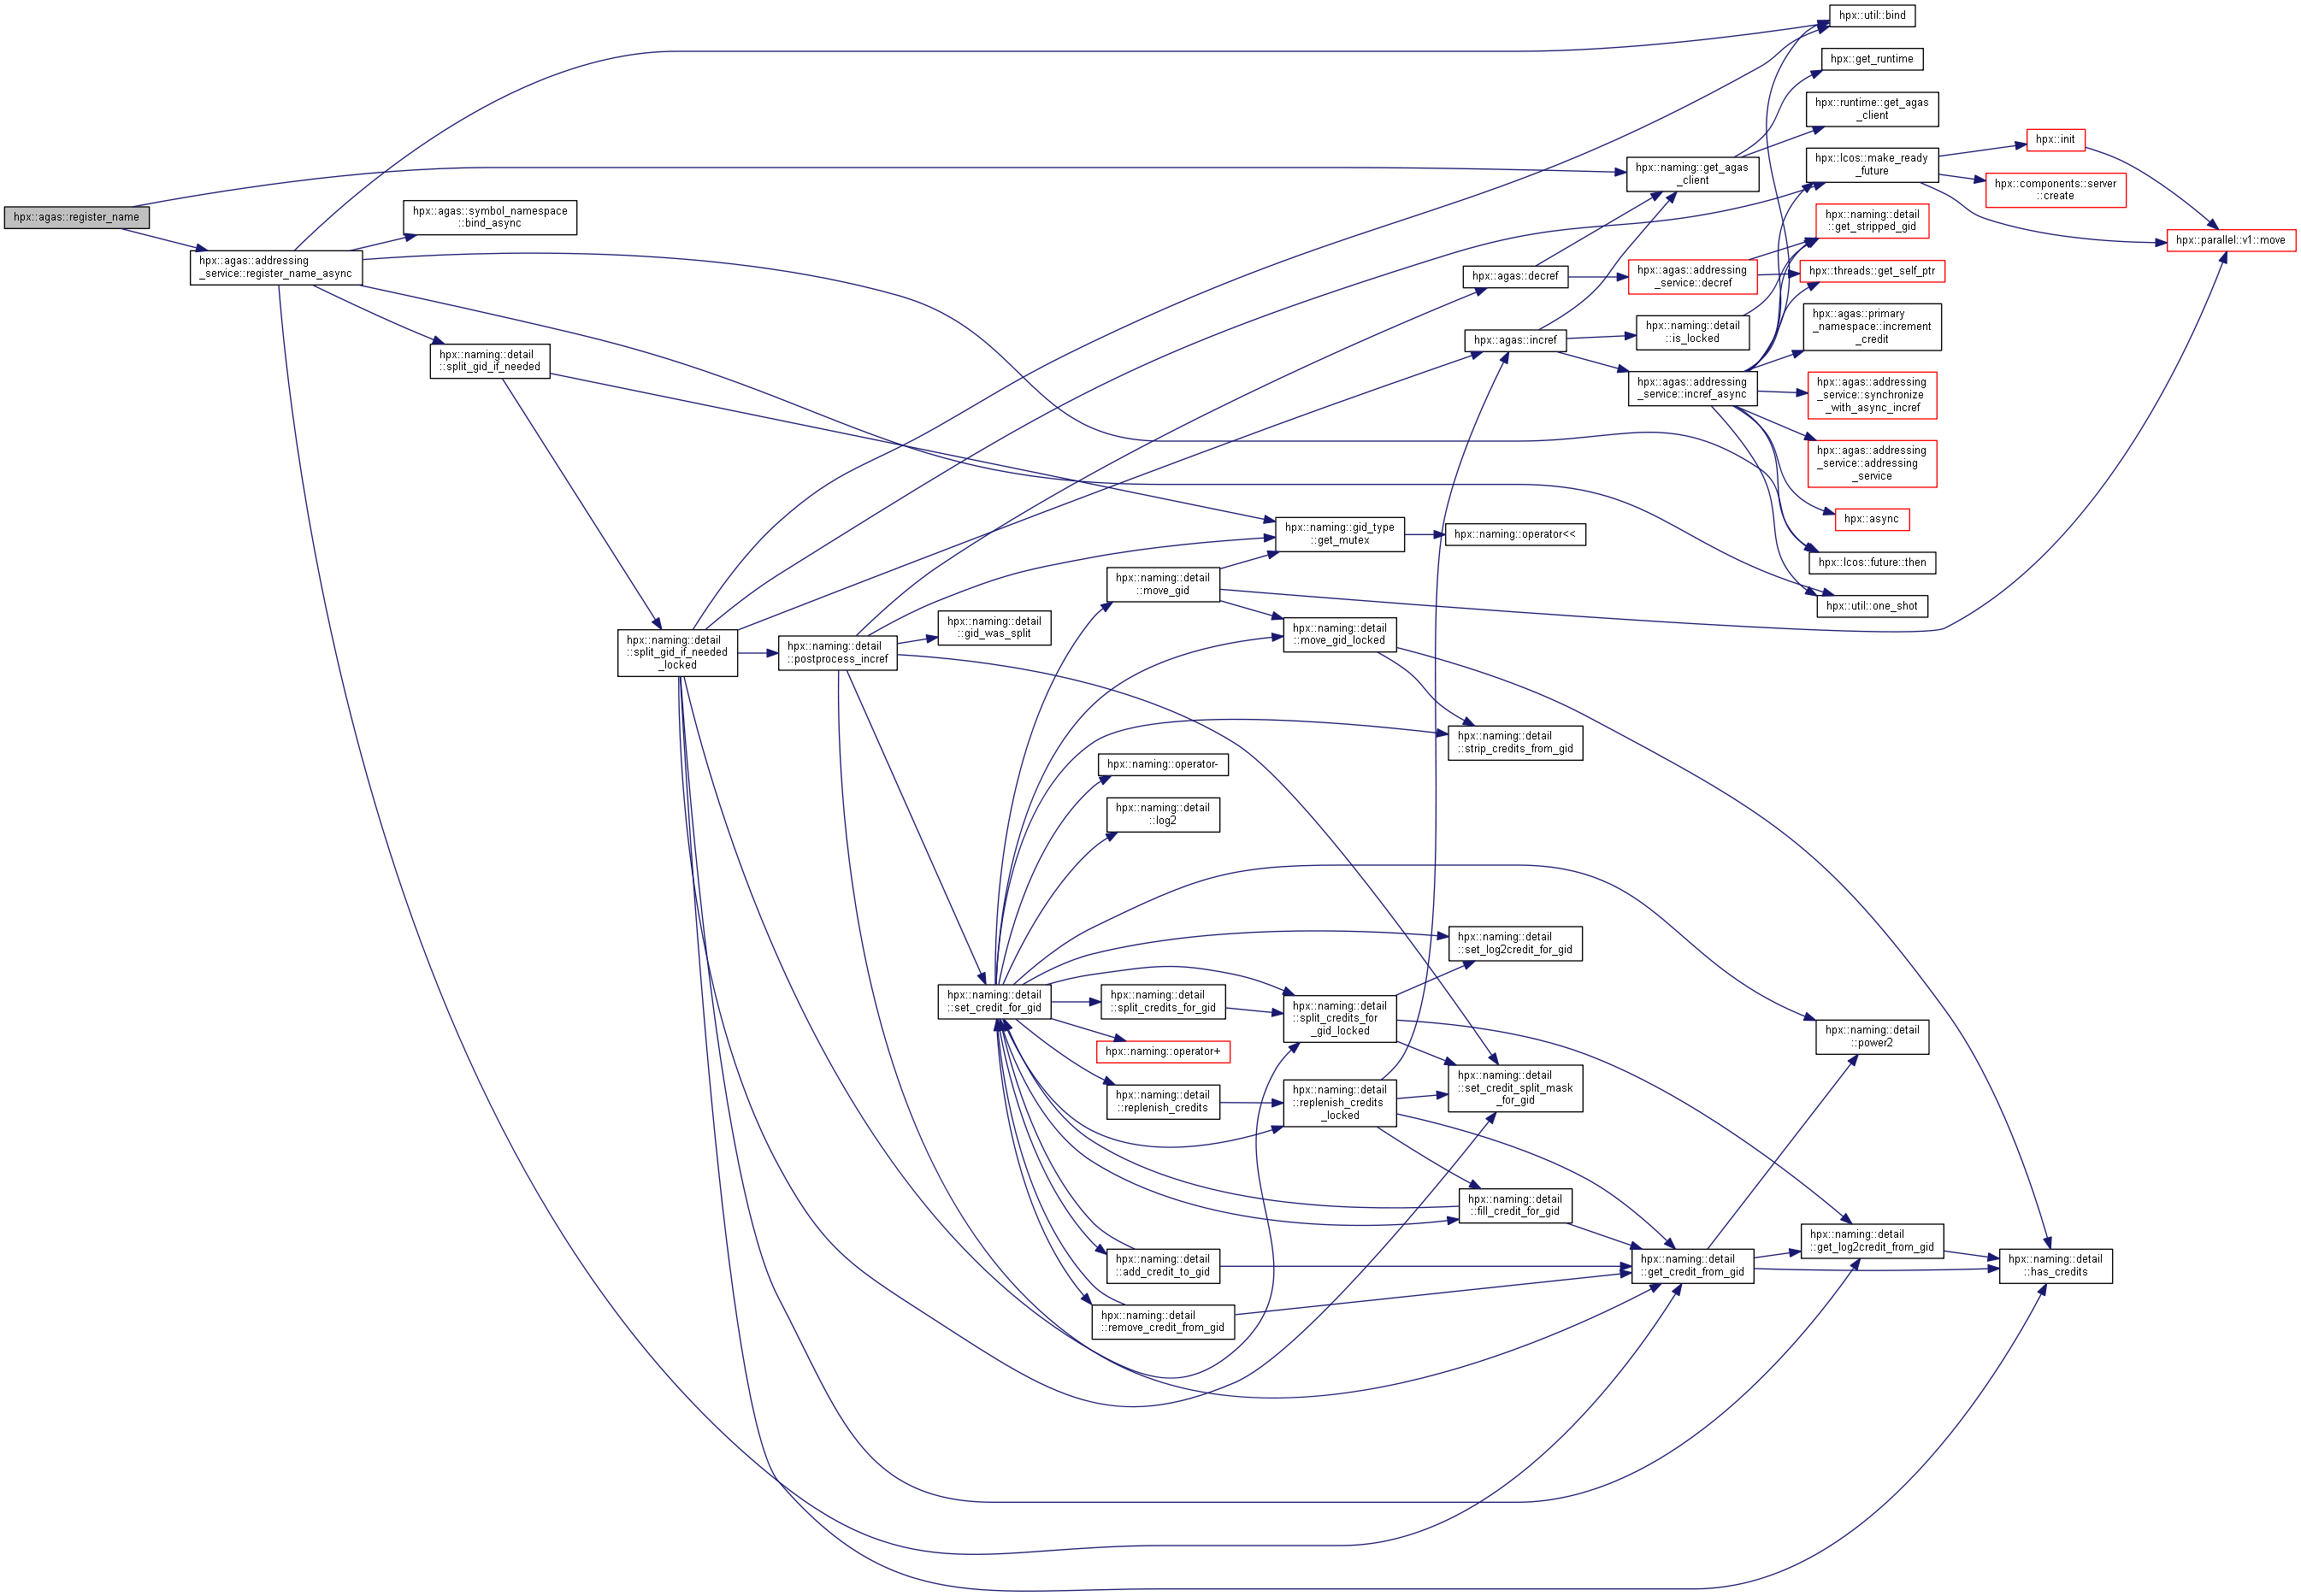 hpx::agas::register_name
hpx::agas::addressing
_service::register_name_async
hpx::agas::symbol_namespace
::bind_async
hpx::naming::detail
::split_gid_if_needed
hpx::naming::detail
::split_gid_if_needed
_locked
hpx::naming::detail
::postprocess_incref
hpx::naming::detail
::gid_was_split
hpx::naming::detail
::set_credit_for_gid
hpx::naming::detail
::move_gid
hpx::naming::operator-
hpx::naming::detail
::log2
hpx::naming::detail
::split_credits_for_gid
hpx::naming::operator+
hpx::naming::detail
::replenish_credits
hpx::naming::detail
::add_credit_to_gid
hpx::naming::detail
::remove_credit_from_gid
hpx::naming::gid_type
::get_mutex
hpx::naming::detail
::move_gid_locked
hpx::naming::detail
::split_credits_for
_gid_locked
hpx::naming::detail
::replenish_credits
_locked
hpx::agas::decref
hpx::agas::incref
hpx::naming::operator<<
hpx::naming::detail
::strip_credits_from_gid
hpx::naming::detail
::set_log2credit_for_gid
hpx::naming::detail
::set_credit_split_mask
_for_gid
hpx::naming::detail
::fill_credit_for_gid
hpx::naming::get_agas
_client
hpx::agas::addressing
_service::decref
hpx::naming::detail
::is_locked
hpx::agas::addressing
_service::incref_async
hpx::naming::detail
::get_credit_from_gid
hpx::util::bind
hpx::get_runtime
hpx::runtime::get_agas
_client
hpx::lcos::make_ready
_future
hpx::naming::detail
::get_stripped_gid
hpx::threads::get_self_ptr
hpx::agas::primary
_namespace::increment
_credit
hpx::agas::addressing
_service::synchronize
_with_async_incref
hpx::agas::addressing
_service::addressing
_service
hpx::async
hpx::lcos::future::then
hpx::util::one_shot
hpx::naming::detail
::power2
hpx::naming::detail
::get_log2credit_from_gid
hpx::init
hpx::components::server
::create
hpx::naming::detail
::has_credits
hpx::parallel::v1::move